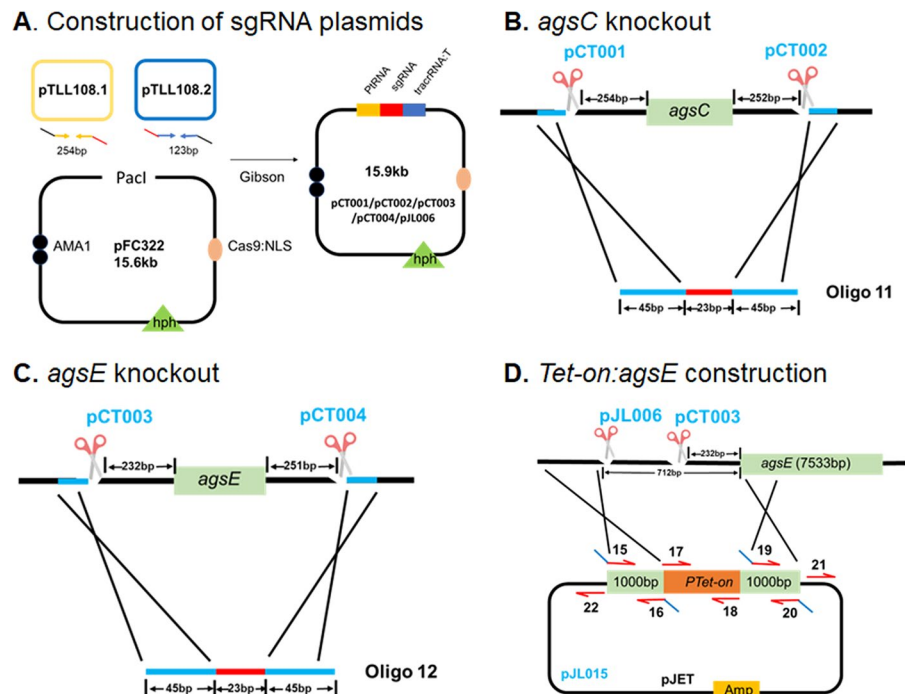 A. Construction of sgRNA plasmids
pTLL108.1
pTLL108.2
254bp
123bp
PacI
Gibson
AMA1
pFC322
15.6kb
Cas9:NLS
hph
PtRNA
sgRNA
tracrRNA:T
15.9kb
pCT001/pCT002/pCT003
/pCT004/pJL006
hph
B. agsC knockout
pCT001
pCT002
254bp
252bp
agsC
Oligo 11
45bp
23bp
45bp
C. agsE knockout
pCT003
pCT004
232bp
251bp
agsE
Oligo 12
45bp
23bp
45bp
D. Tet-on:agsE construction
pJL006
pCT003
232bp
agsE (7533bp)
712bp
15
17
19
21
1000bp
PTet-on
1000bp
22
16
18
20
pJL015
pJET
Amp